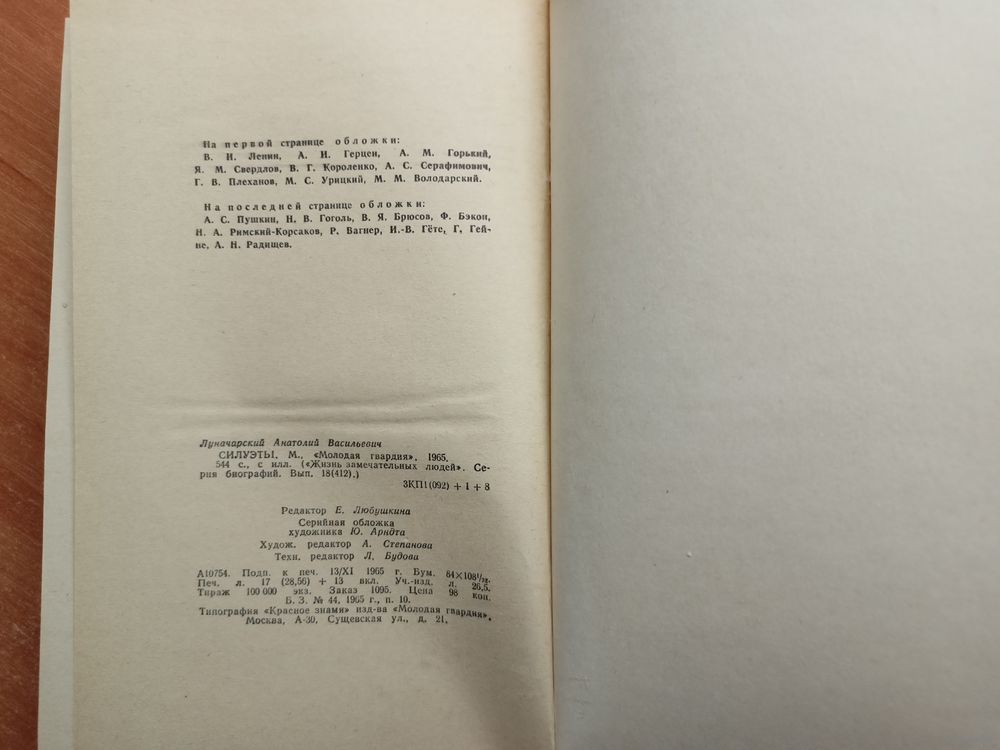 На первой странице обложки:
В. И. Ленин, А. И. Герцен, А. М. Горький,
Я. М. Свердлов, В. Г. Короленко, А. С. Серафимович,
Г. В. Плеханов, М. С. Урицкий, М. М. Володарский.
На последней странице обложки:
А. С. Пушкин, Н. В. Гоголь, В. Я. Брюсов, Ф. Бэкон,
Н. А. Римский-Корсаков, Р. Вагнер, И.-В. Гёте, Г. Гей-
не, А. Н. Радищев.
Луначарский Анатолий Васильевич
СИЛУЭТЫ. М., «Молодая гвардия», 1965.
544 с., с илл. («Жизнь замечательных людей». Се-
рия биографий. Вып. 18(412).)
3КП1(092) + 1 + 8
Редактор Е. Любушкина
Серийная обложка
художника Ю. Арндта
Худож. редактор А. Степанова
Техн. редактор Л. Будова
А10754. Подп. к печ. 13/XI 1965 г. Бум. 84×108 1/32.
Печ. л. 17 (28,56) + 13 вкл. Уч.-изд. л. 26,5.
Тираж 100 000 экз. Заказ 1095. Цена 98 коп.
Б. З. № 44, 1965 г., п. 10.
Типография «Красное знамя» изд-ва «Молодая гвардия».
Москва, А-30, Сущевская ул., д. 21.